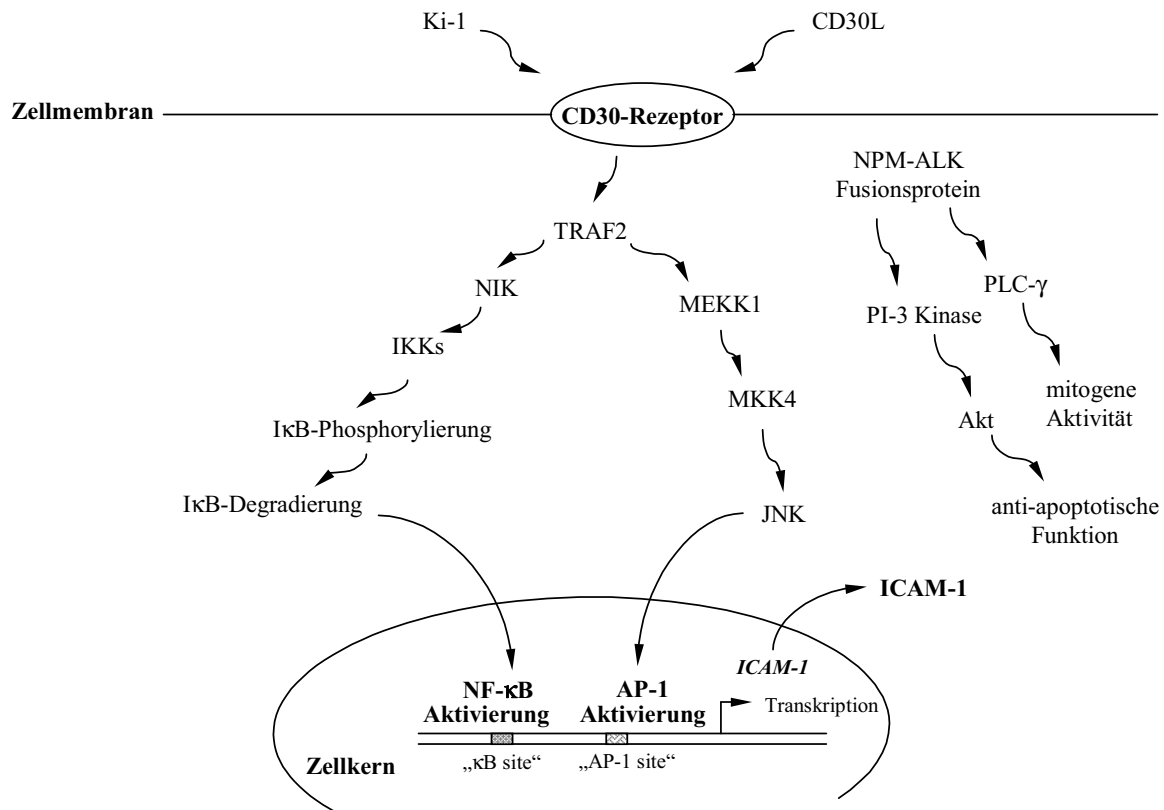 Ki-1
CD30L
Zellmembran
CD30-Rezeptor
NPM-ALK
Fusionsprotein
TRAF2
NIK
MEKK1
PLC-γ
PI-3 Kinase
IKKs
MKK4
mitogene
Aktivität
Akt
IκB-Phosphorylierung
IκB-Degradierung
JNK
anti-apoptotische
Funktion
ICAM-1
ICAM-1
NF-κB
Aktivierung
AP-1
Aktivierung
Transkription
Zellkern
„κB site“
„AP-1 site“